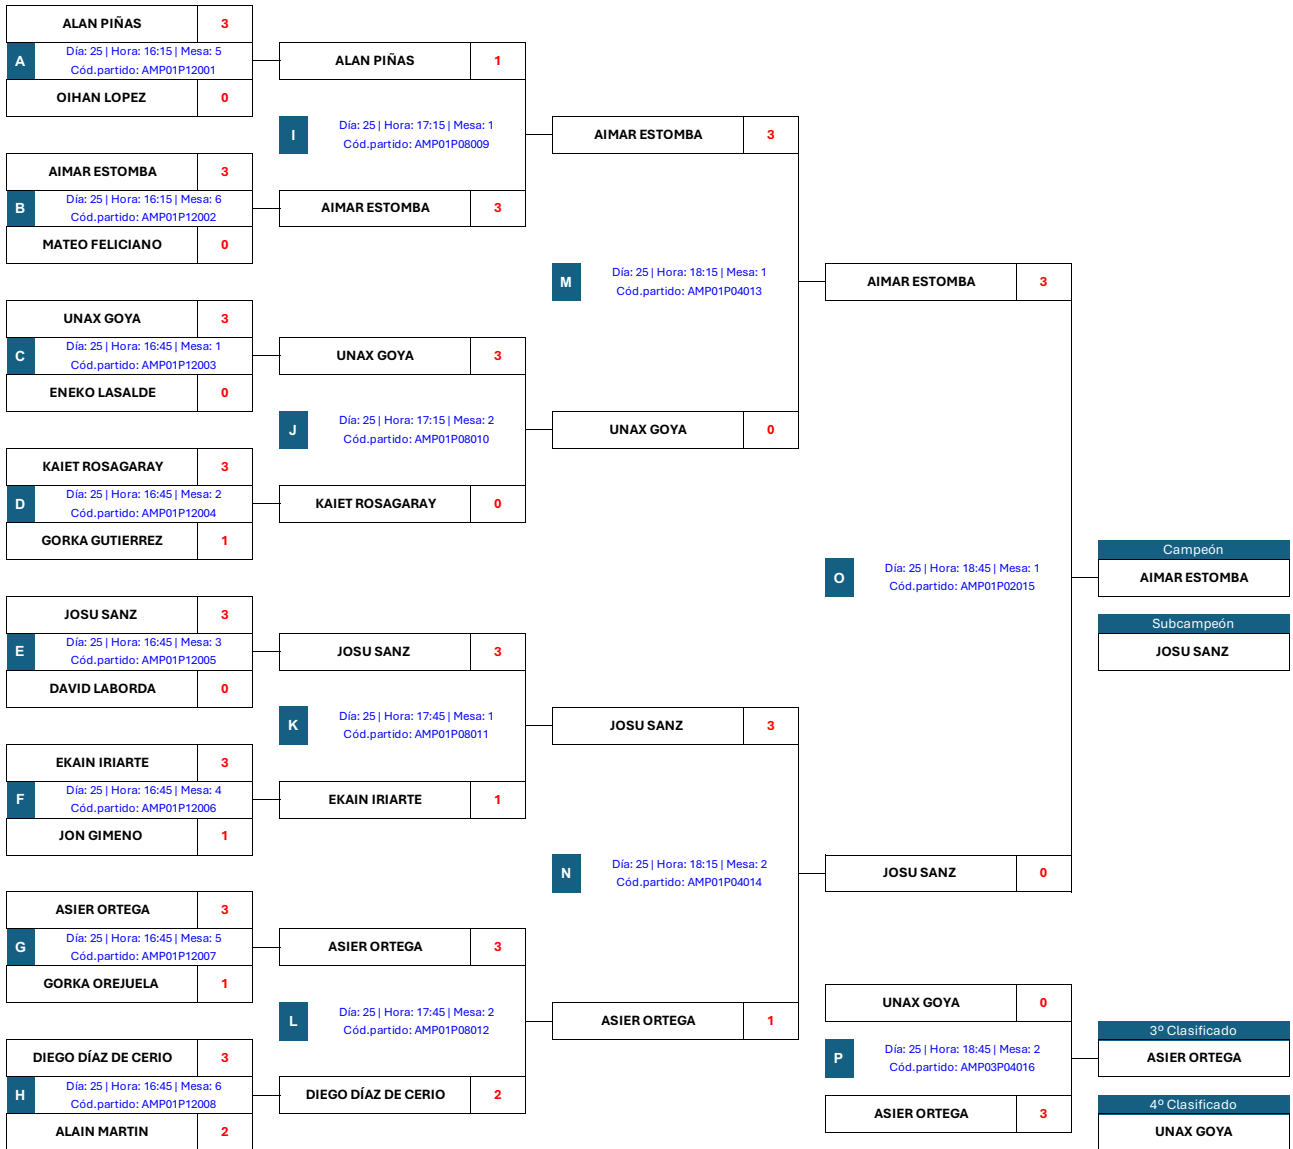 ALAN PIÑAS 3
A Día: 25 | Hora: 16:15 | Mesa: 5
Cód.partido: AMP01P12001
OIHAN LOPEZ 0
AIMAR ESTOMBA 3
B Día: 25 | Hora: 16:15 | Mesa: 6
Cód.partido: AMP01P12002
MATEO FELICIANO 0
UNAX GOYA 3
C Día: 25 | Hora: 16:45 | Mesa: 1
Cód.partido: AMP01P12003
ENEKO LASALDE 0
KAIET ROSAGARAY 3
D Día: 25 | Hora: 16:45 | Mesa: 2
Cód.partido: AMP01P12004
GORKA GUTIERREZ 1
JOSU SANZ 3
E Día: 25 | Hora: 16:45 | Mesa: 3
Cód.partido: AMP01P12005
DAVID LABORDA 0
EKAIN IRIARTE 3
F Día: 25 | Hora: 16:45 | Mesa: 4
Cód.partido: AMP01P12006
JON GIMENO 1
ASIER ORTEGA 3
G Día: 25 | Hora: 16:45 | Mesa: 5
Cód.partido: AMP01P12007
GORKA OREJUELA 1
DIEGO DÍAZ DE CERIO 3
H Día: 25 | Hora: 16:45 | Mesa: 6
Cód.partido: AMP01P12008
ALAIN MARTIN 2
ALAN PIÑAS 1
I Día: 25 | Hora: 17:15 | Mesa: 1
Cód.partido: AMP01P08009
AIMAR ESTOMBA 3
UNAX GOYA 3
J Día: 25 | Hora: 17:15 | Mesa: 2
Cód.partido: AMP01P08010
KAIET ROSAGARAY 0
JOSU SANZ 3
K Día: 25 | Hora: 17:45 | Mesa: 1
Cód.partido: AMP01P08011
EKAIN IRIARTE 1
ASIER ORTEGA 3
L Día: 25 | Hora: 17:45 | Mesa: 2
Cód.partido: AMP01P08012
DIEGO DÍAZ DE CERIO 2
AIMAR ESTOMBA 3
M Día: 25 | Hora: 18:15 | Mesa: 1
Cód.partido: AMP01P04013
UNAX GOYA 0
JOSU SANZ 3
N Día: 25 | Hora: 18:15 | Mesa: 2
Cód.partido: AMP01P04014
ASIER ORTEGA 1
AIMAR ESTOMBA 3
O Día: 25 | Hora: 18:45 | Mesa: 1
Cód.partido: AMP01P02015
JOSU SANZ 0
UNAX GOYA 0
P Día: 25 | Hora: 18:45 | Mesa: 2
Cód.partido: AMP03P04016
ASIER ORTEGA 3
Campeón
AIMAR ESTOMBA
Subcampeón
JOSU SANZ
3º Clasificado
ASIER ORTEGA
4º Clasificado
UNAX GOYA